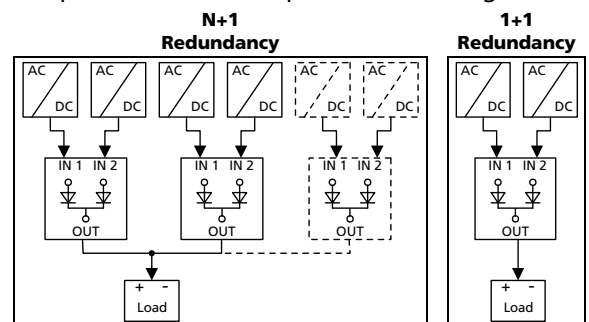 N+1
Redundancy
1+1
Redundancy
AC AC AC AC AC AC AC AC
DC DC DC DC DC DC DC DC
IN 1 IN 2 IN 1 IN 2 IN 1 IN 2 IN 1 IN 2
OUT OUT OUT OUT
+ - + -
Load Load